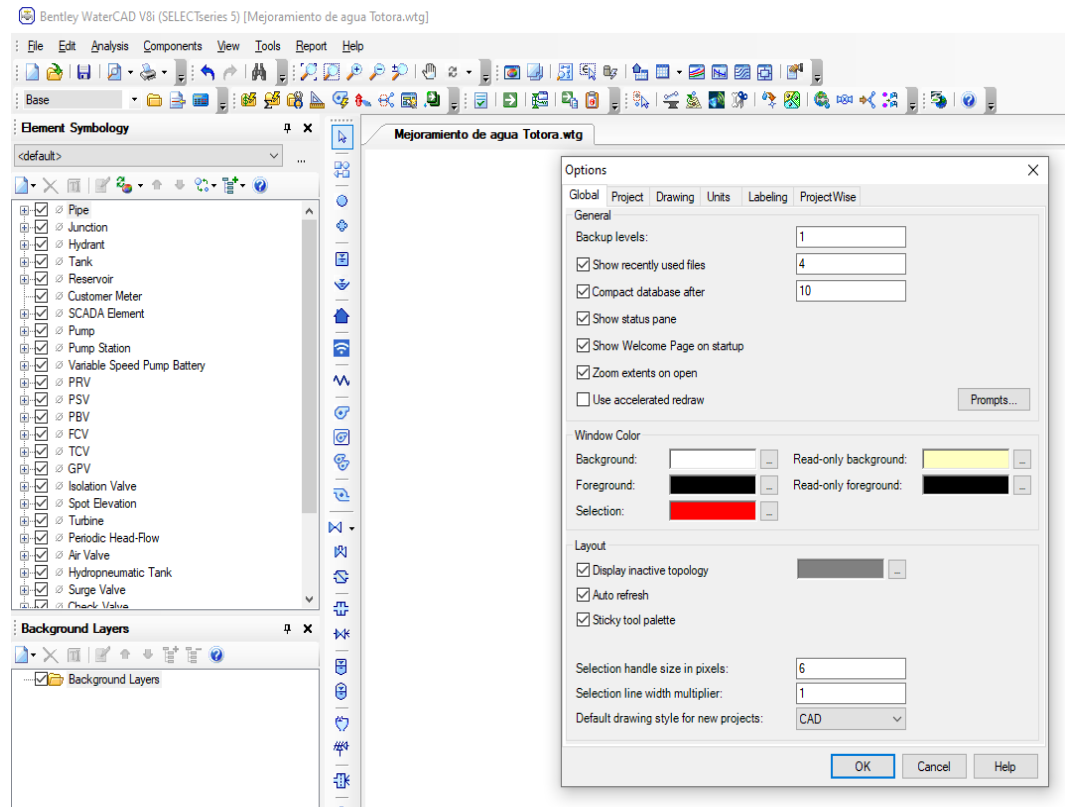 Bentley WaterCAD V8i (SELECTseries 5) [Mejoramiento de agua Totora.wtg]
File Edit Analysis Components View Tools Report Help
Base
Element Symbology
<default>
...
Pipe
Junction
Hydrant
Tank
Reservoir
Customer Meter
SCADA Element
Pump
Pump Station
Variable Speed Pump Battery
PRV
PSV
PBV
FCV
TCV
GPV
Isolation Valve
Spot Elevation
Turbine
Periodic Head-Flow
Air Valve
Hydropneumatic Tank
Surge Valve
Check Valve
Background Layers
Background Layers
Mejoramiento de agua Totora.wtg
Options
Global Project Drawing Units Labeling ProjectWise
General
Backup levels: 1
Show recently used files 4
Compact database after 10
Show status pane
Show Welcome Page on startup
Zoom extents on open
Use accelerated redraw Prompts...
Window Color
Background: ... Read-only background: ...
Foreground: ... Read-only foreground: ...
Selection: ...
Layout
Display inactive topology ...
Auto refresh
Sticky tool palette
Selection handle size in pixels: 6
Selection line width multiplier: 1
Default drawing style for new projects: CAD
OK Cancel Help